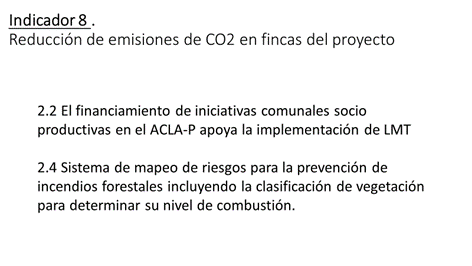 Indicador 8 .
Reducción de emisiones de CO2 en fincas del proyecto
2.2 El financiamiento de iniciativas comunales socio
productivas en el ACLA-P apoya la implementación de LMT
2.4 Sistema de mapeo de riesgos para la prevención de
incendios forestales incluyendo la clasificación de vegetación
para determinar su nivel de combustión.